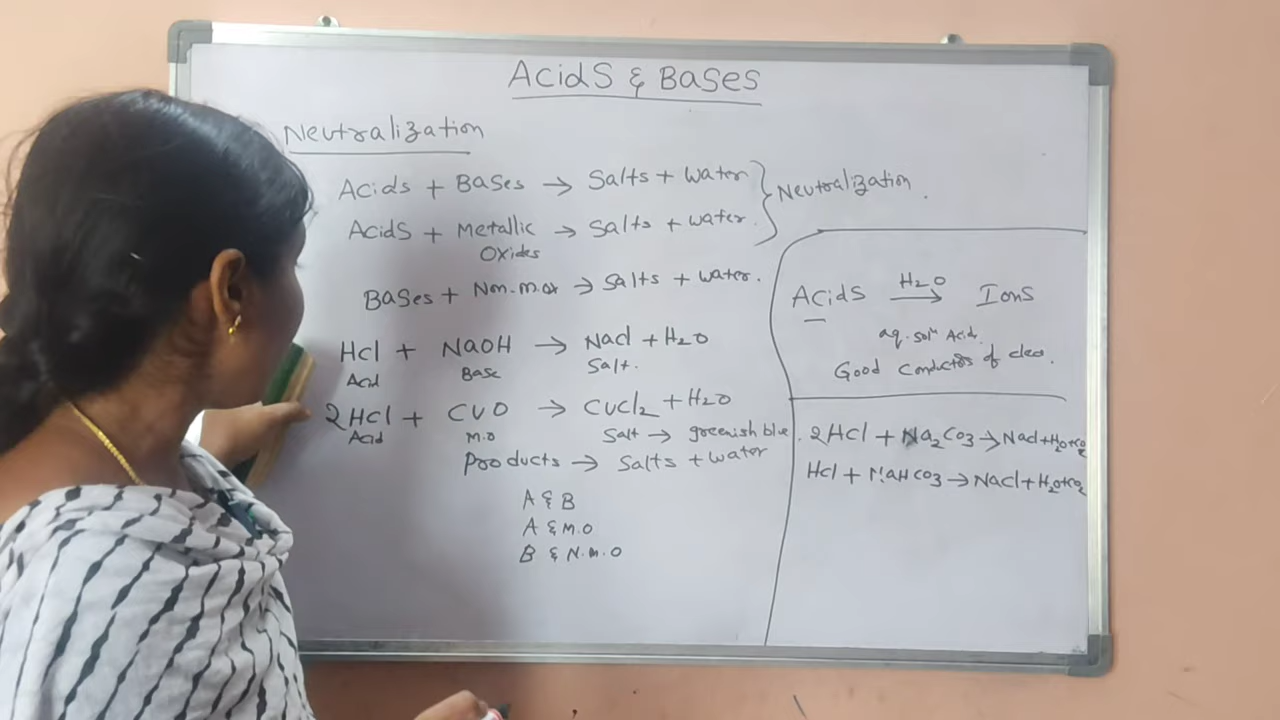 Acids & Bases
Neutralization
Acids + Bases → Salts + water
Acids + Metallic Oxides → Salts + water.
} Neutralization.
Bases + Non.m.ox → Salts + water.
Hcl + NaOH → Nacl + H2O
Acid Base Salt.
2Hcl + CuO → CuCl2 + H2O
Acid M.O Salt → greenish blue.
Products → Salts + water
A & B
A & M.O
B & N.M.O
Acids H2O → Ions
aq. solⁿ Acids.
Good conductors of elec.
2Hcl + Na2Co3 → Nacl + H2O + co2
Hcl + NaHCo3 → NaCl + H2O + co2